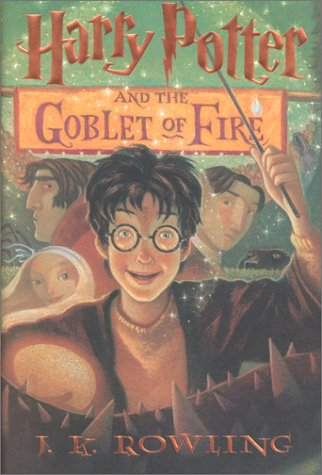 Harry Potter
AND THE
GOBLET OF FIRE
J. K. ROWLING